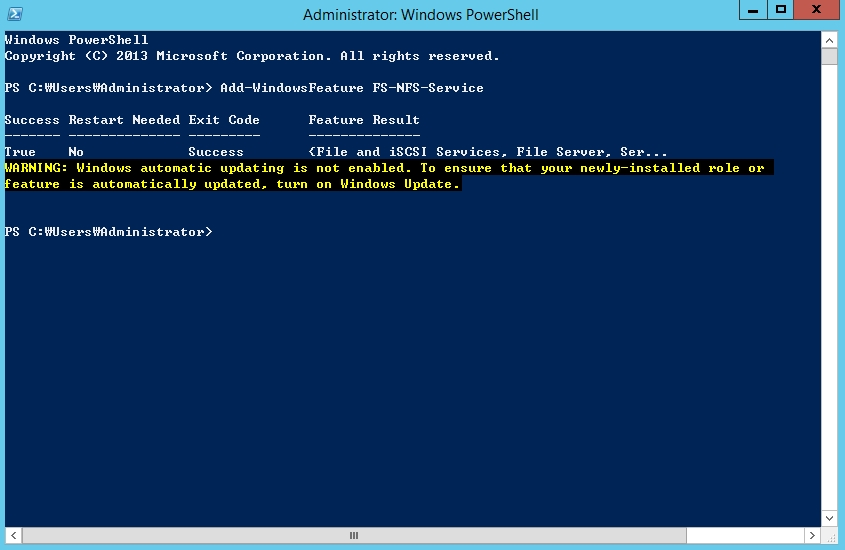 Administrator: Windows PowerShell
Windows PowerShell
Copyright (C) 2013 Microsoft Corporation. All rights reserved.
PS C:₩Users₩Administrator> Add-WindowsFeature FS-NFS-Service
Success Restart Needed Exit Code      Feature Result
------- -------------- ---------      --------------
True    No             Success        {File and iSCSI Services, File Server, Ser...
WARNING: Windows automatic updating is not enabled. To ensure that your newly-installed role or
feature is automatically updated, turn on Windows Update.
PS C:₩Users₩Administrator>